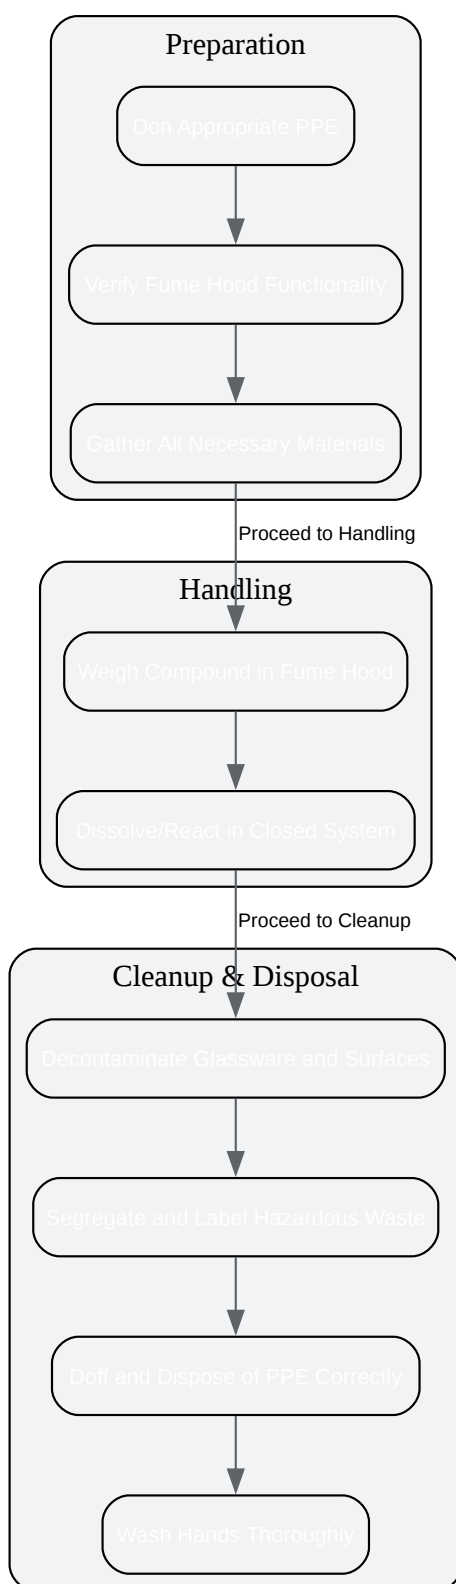 Preparation
Don Appropriate PPE
Verify Fume Hood Functionality
Gather All Necessary Materials
Proceed to Handling
Handling
Weigh Compound in Fume Hood
Dissolve/React in Closed System
Proceed to Cleanup
Cleanup & Disposal
Decontaminate Glassware and Surfaces
Segregate and Label Hazardous Waste
Doff and Dispose of PPE Correctly
Wash Hands Thoroughly